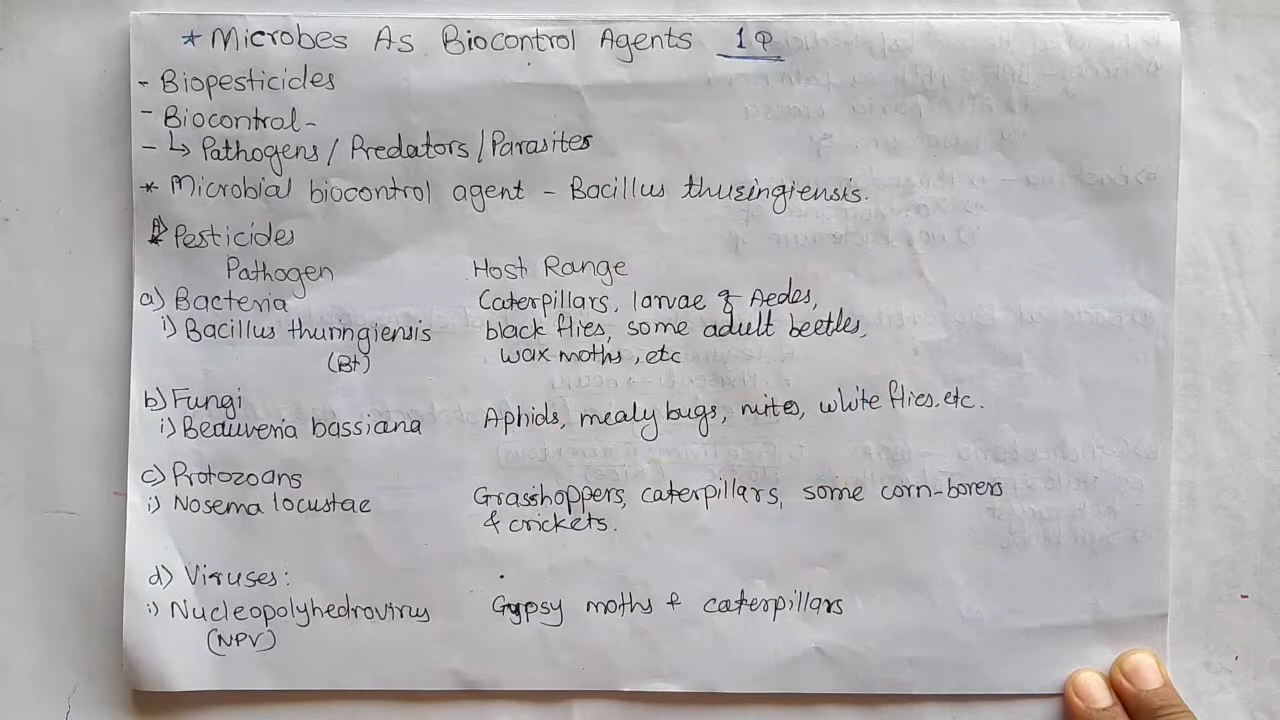 * Microbes As Biocontrol Agents 1Q
- Biopesticides
- Biocontrol -
- ↳ Pathogens / Predators / Parasites
* Microbial biocontrol agent - Bacillus thuringiensis.
A) Pesticides
Pathogen Host Range
a) Bacteria Caterpillars, larvae of Aedes,
i) Bacillus thuringiensis black flies, some adult beetles,
(Bt) wax moths, etc
b) Fungi
i) Beauveria bassiana Aphids, mealy bugs, mites, white flies. etc.
c) Protozoans
i) Nosema locustae Grasshoppers, caterpillars, some corn-borers
& crickets.
d) Viruses:
i) Nucleopolyhedrovirus Gypsy moths & caterpillars
(NPV)